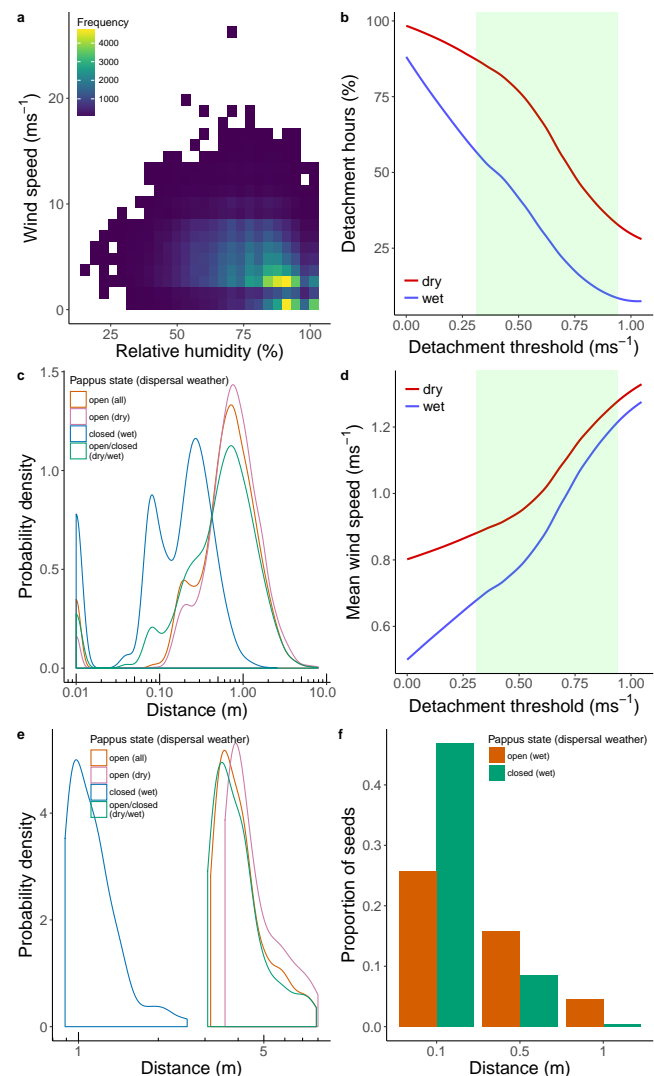 a
Frequency
4000
3000
2000
1000
Wind speed (ms⁻¹)
20
10
0
25
50
75
100
Relative humidity (%)
b
Detachment hours (%)
100
75
50
25
dry
wet
0.00
0.25
0.50
0.75
1.00
Detachment threshold (ms⁻¹)
c
Pappus state (dispersal weather)
open (all)
open (dry)
closed (wet)
open/closed
(dry/wet)
Probability density
1.5
1.0
0.5
0.0
0.01
0.10
1.00
10.0
Distance (m)
d
dry
wet
Mean wind speed (ms⁻¹)
1.2
1.0
0.8
0.6
0.00
0.25
0.50
0.75
1.00
Detachment threshold (ms⁻¹)
e
Pappus state (dispersal weather)
open (all)
open (dry)
closed (wet)
open/closed
(dry/wet)
Probability density
4
2
0
1
5
Distance (m)
f
Pappus state (dispersal weather)
open (wet)
closed (wet)
Proportion of seeds
0.4
0.3
0.2
0.1
0.0
0.1
0.5
1
Distance (m)